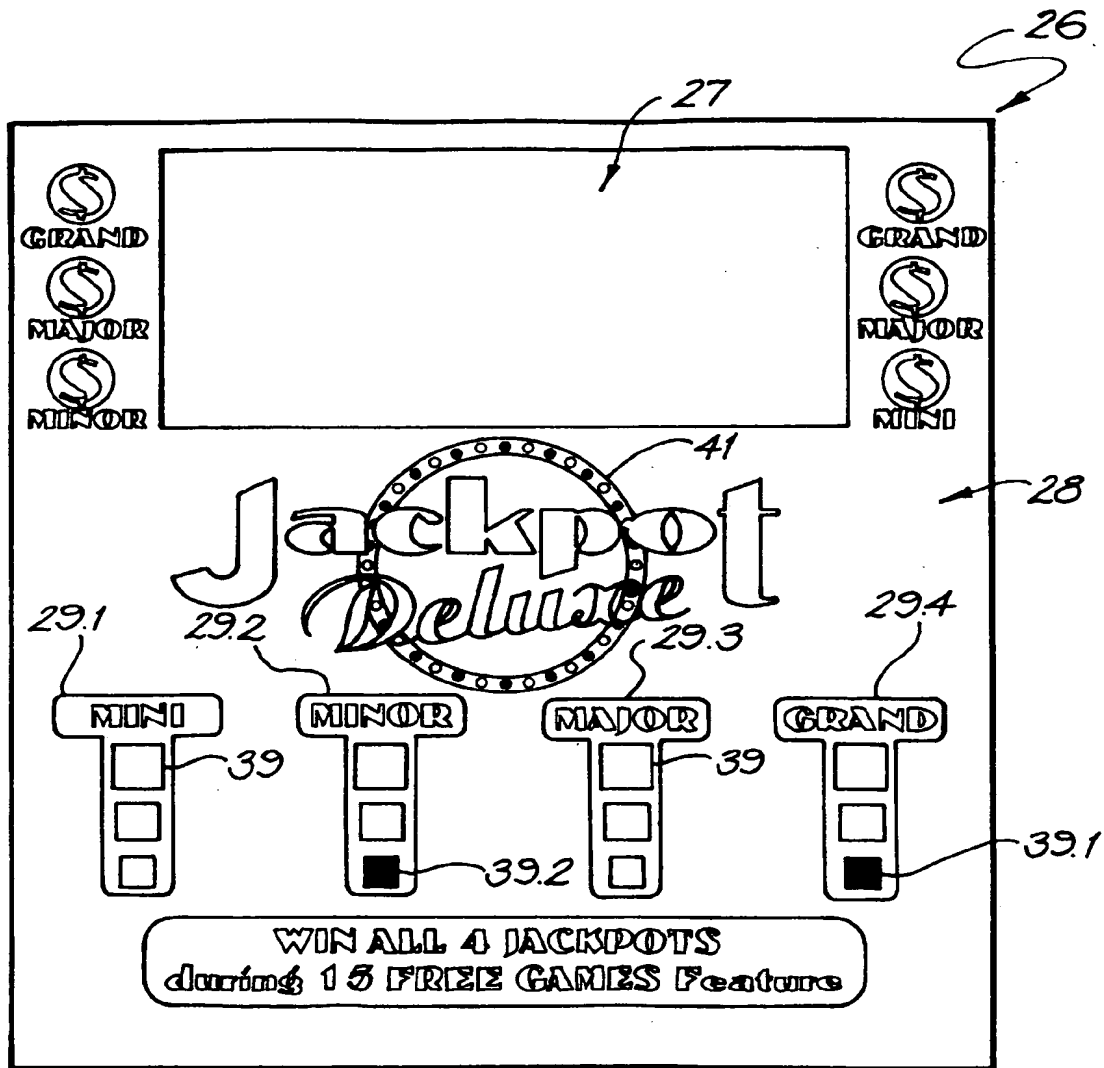 26
27
GRAND
GRAND
MAJOR
MAJOR
MINOR
MINI
41
28
Jackpot
Deluxe
29.1
29.2
29.3
29.4
MINI
MINOR
MAJOR
GRAND
39
39
39.2
39.1
WIN ALL 4 JACKPOTS
during 15 FREE GAMES Feature